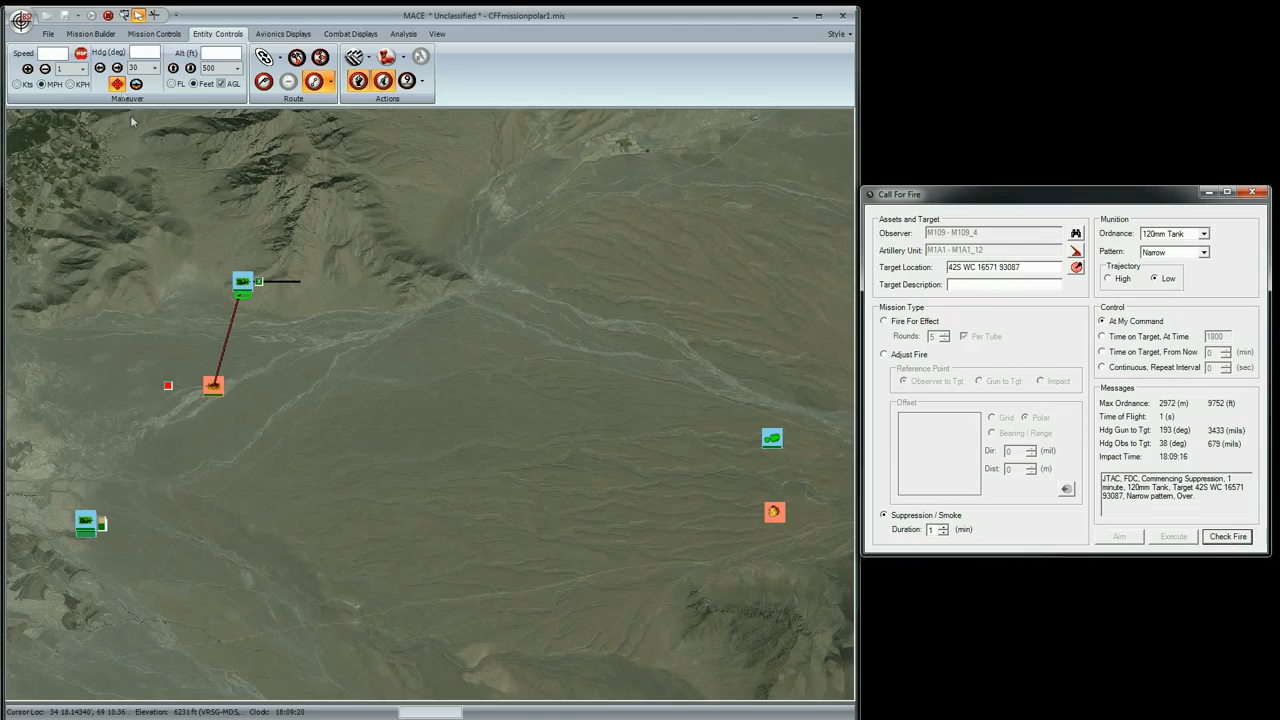 MACE * Unclassified * - CFFmissionpolar1.mis
File Mission Builder Mission Controls Entity Controls Avionics Displays Combat Displays Analysis View Style
Speed Hdg (deg) Alt (ft)
STOP
1 30 500
Kts MPH KPH FL Feet AGL
Maneuver Route Actions
Cursor Loc: 34 18.14340', 69 10.36... Elevation: 6231ft (VRSG-MDS, Clock: 18:09:20
Call For Fire
Assets and Target
Observer: M109 - M109_4
Artillery Unit: M1A1 - M1A1_12
Target Location: 42S WC 16571 93087
Target Description:
Mission Type
Fire For Effect
Rounds: 5 Per Tube
Adjust Fire
Reference Point
Observer to Tgt Gun to Tgt Impact
Offset
Grid Polar
Bearing / Range
Dir: 0 (mil)
Dist: 0 (m)
Suppression / Smoke
Duration: 1 (min)
Munition
Ordnance: 120mm Tank
Pattern: Narrow
Trajectory
High Low
Control
At My Command
Time on Target, At Time 1800
Time on Target, From Now 0 (min)
Continuous, Repeat Interval 0 (sec)
Messages
Max Ordnance: 2972 (m) 9752 (ft)
Time of Flight: 1 (s)
Hdg Gun to Tgt: 193 (deg) 3433 (mils)
Hdg Obs to Tgt: 38 (deg) 679 (mils)
Impact Time: 18:09:16
JTAC, FDC, Commencing Suppression, 1
minute, 120mm Tank, Target 42S WC 16571
93087, Narrow pattern, Over.
Aim Execute Check Fire